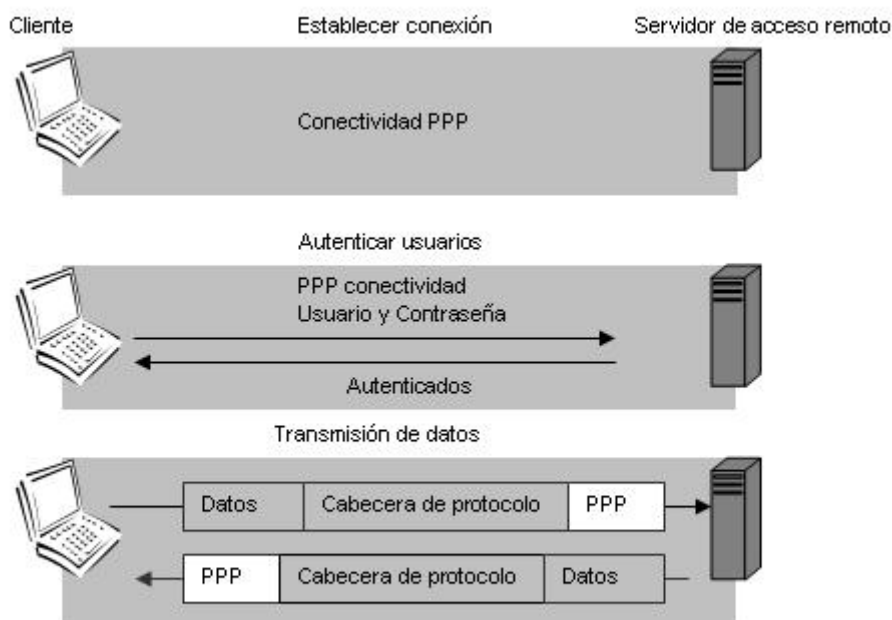 Cliente
Establecer conexión
Servidor de acceso remoto
Conectividad PPP
Autenticar usuarios
PPP conectividad
Usuario y Contraseña
Autenticados
Transmisión de datos
Datos
Cabecera de protocolo
PPP
PPP
Cabecera de protocolo
Datos